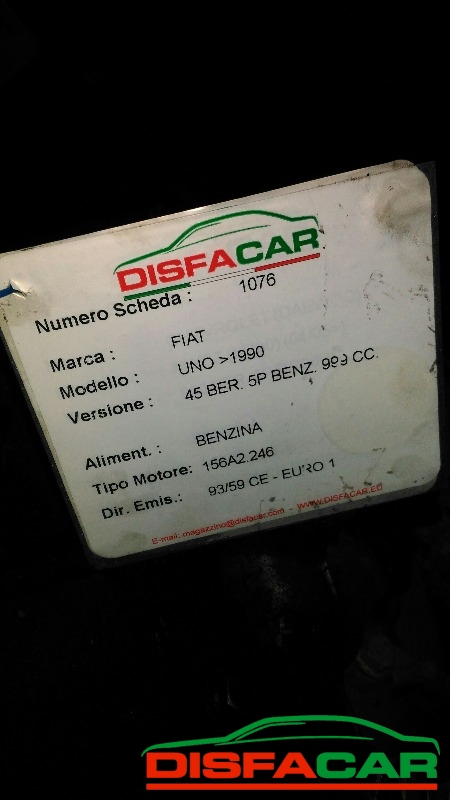 DISFACAR
Numero Scheda : 1076
Marca : FIAT
Modello : UNO >1990
Versione : 45 BER. 5P BENZ. 999 CC.
Aliment. : BENZINA
Tipo Motore: 156A2.246
Dir. Emis.: 93/59 CE - EURO 1
E-mail: magazzino@disfacar.com - WWW.DISFACAR.EU
DISFACAR